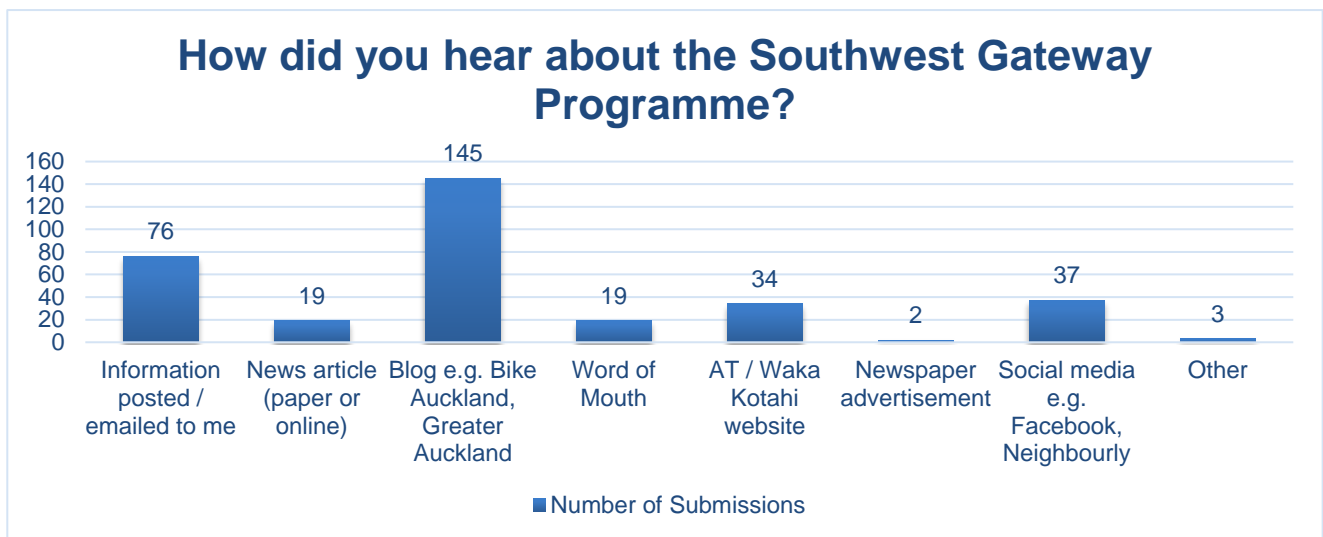 How did you hear about the Southwest Gateway
Programme?
160
140
120
100
80
60
40
20
0
76
19
145
19
34
2
37
3
Information
posted /
emailed to me
News article
(paper or
online)
Blog e.g. Bike
Auckland,
Greater
Auckland
Word of
Mouth
AT / Waka
Kotahi
website
Newspaper
advertisement
Social media
e.g.
Facebook,
Neighbourly
Other
Number of Submissions